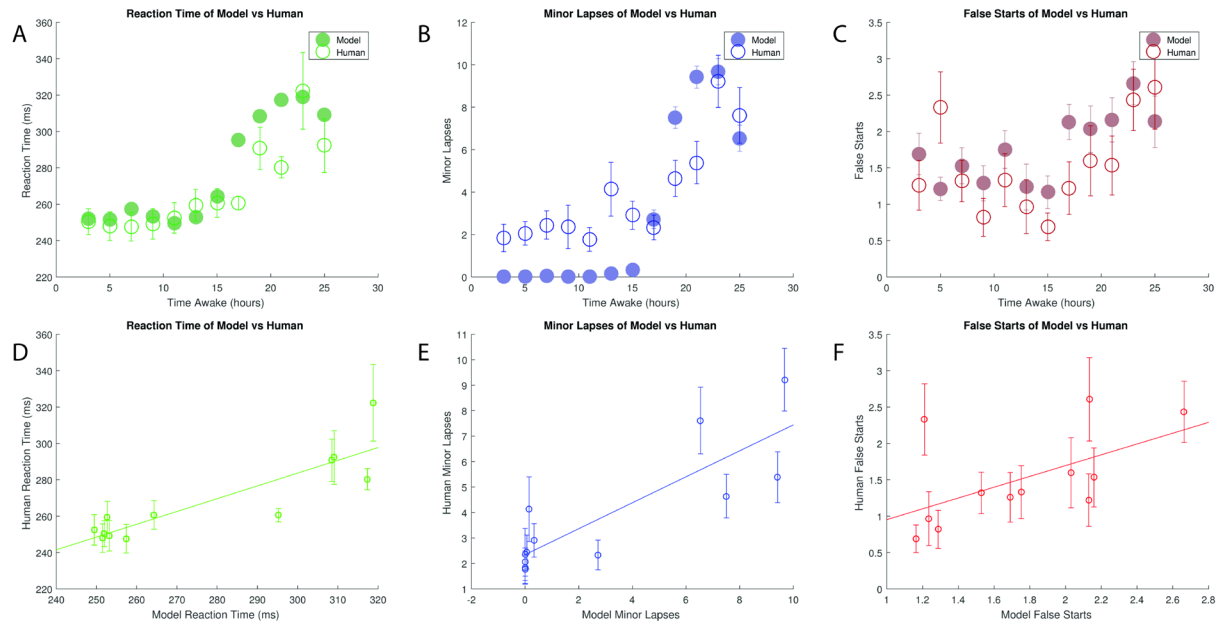 A
Reaction Time of Model vs Human
360
340
320
300
280
260
240
220
Reaction Time (ms)
Model
Human
0 5 10 15 20 25 30
Time Awake (hours)
B
Minor Lapses of Model vs Human
12
10
8
6
4
2
0
Minor Lapses
Model
Human
0 5 10 15 20 25 30
Time Awake (hours)
C
False Starts of Model vs Human
3.5
3
2.5
2
1.5
1
0.5
0
False Starts
Model
Human
0 5 10 15 20 25 30
Time Awake (hours)
D
Reaction Time of Model vs Human
360
340
320
300
280
260
240
220
Human Reaction Time (ms)
240 250 260 270 280 290 300 310 320
Model Reaction Time (ms)
E
Minor Lapses of Model vs Human
11
10
9
8
7
6
5
4
3
2
1
Human Minor Lapses
-2 0 2 4 6 8 10
Model Minor Lapses
F
False Starts of Model vs Human
3.5
3
2.5
2
1.5
1
0.5
0
Human False Starts
1 1.2 1.4 1.6 1.8 2 2.2 2.4 2.6 2.8
Model False Starts